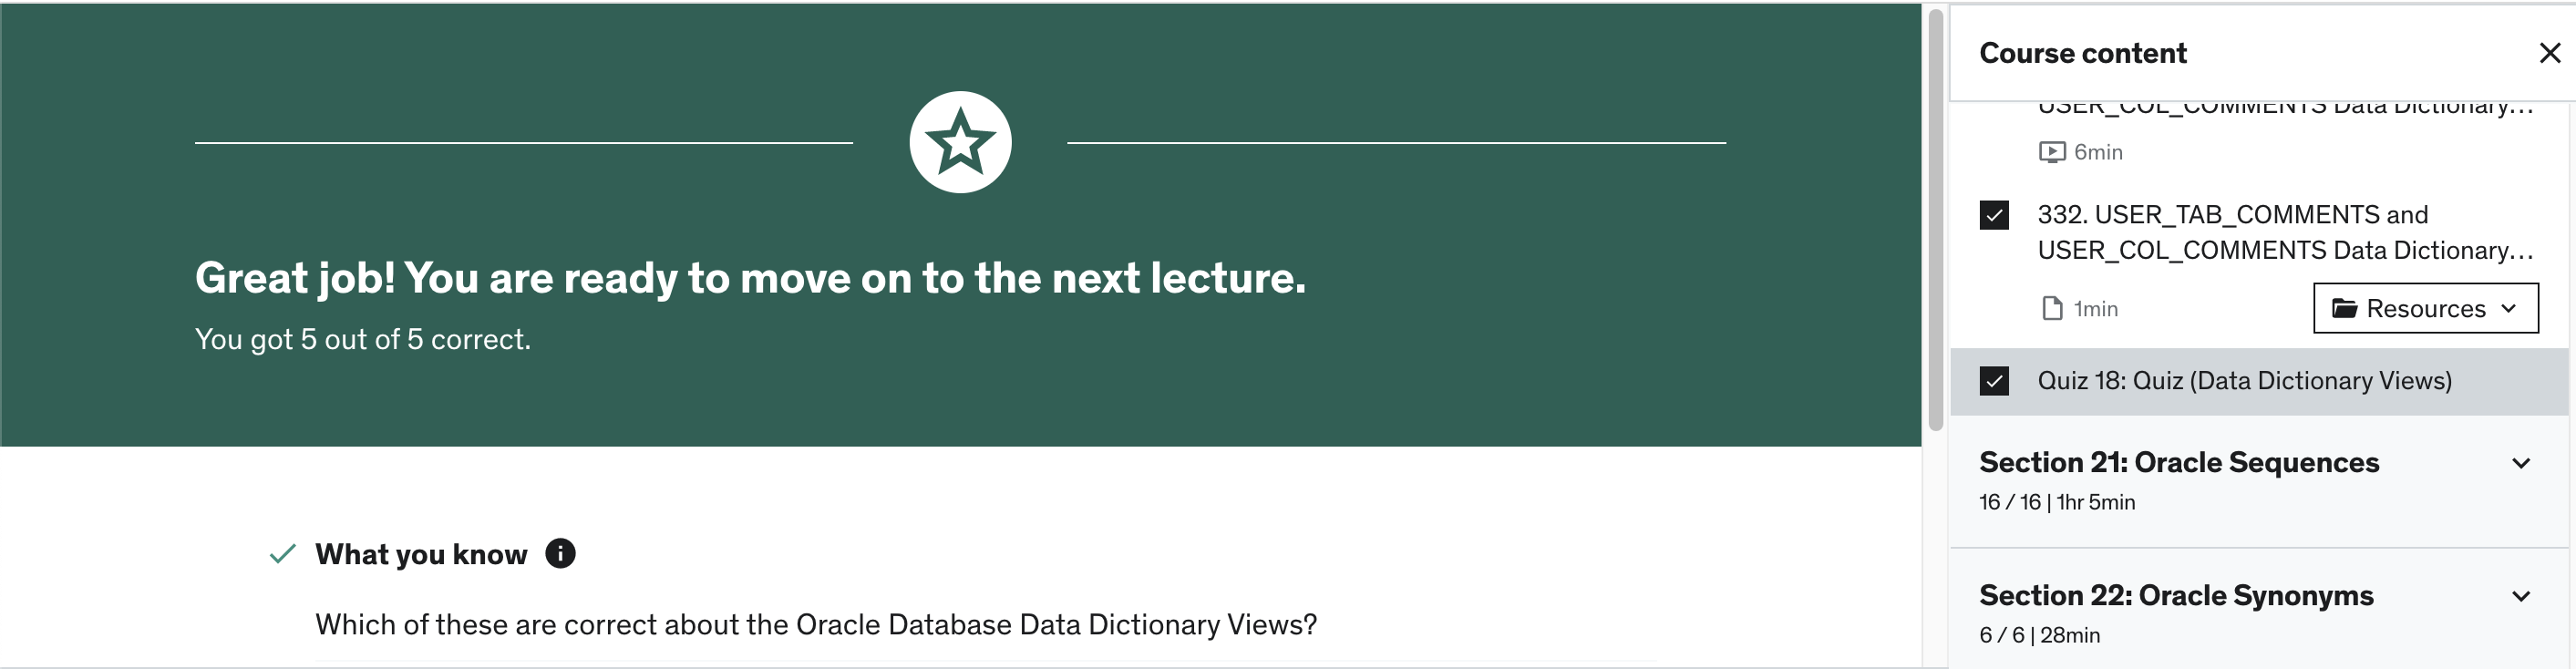 Great job! You are ready to move on to the next lecture.
You got 5 out of 5 correct.
What you know
Which of these are correct about the Oracle Database Data Dictionary Views?
Course content
USER_COL_COMMENTS Data Dictionary...
6min
332. USER_TAB_COMMENTS and
USER_COL_COMMENTS Data Dictionary...
1min
Resources
Quiz 18: Quiz (Data Dictionary Views)
Section 21: Oracle Sequences
16 / 16 | 1hr 5min
Section 22: Oracle Synonyms
6 / 6 | 28min